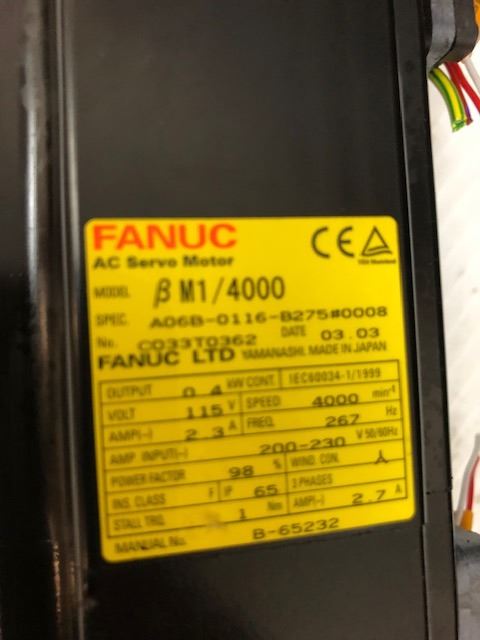 FANUC
CE
AC Servo Motor
MODEL β M1/4000
SPEC. A06B-0116-B275#0008
No. C033T0362 DATE 03.03
FANUC LTD YAMANASHI. MADE IN JAPAN
OUTPUT 0.4 kW CONT. IEC60034-1/1999
VOLT 115 V SPEED 4000 min⁻¹
AMP(~) 2.3 A FREQ. 267 Hz
AMP INPUT(~) 200-230 V 50/60Hz
POWER FACTOR 98 % WIND. CON. 人
INS. CLASS F IP 65 3 PHASES
STALL TRQ. 1 Nm AMP(~) 2.7 A
MANUAL No. B-65232